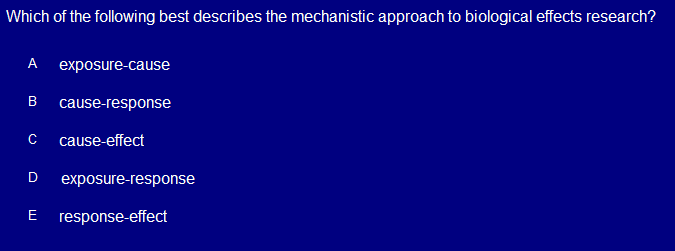 Which of the following best describes the mechanistic approach to biological effects research?
A exposure-cause
B cause-response
C cause-effect
D exposure-response
E response-effect